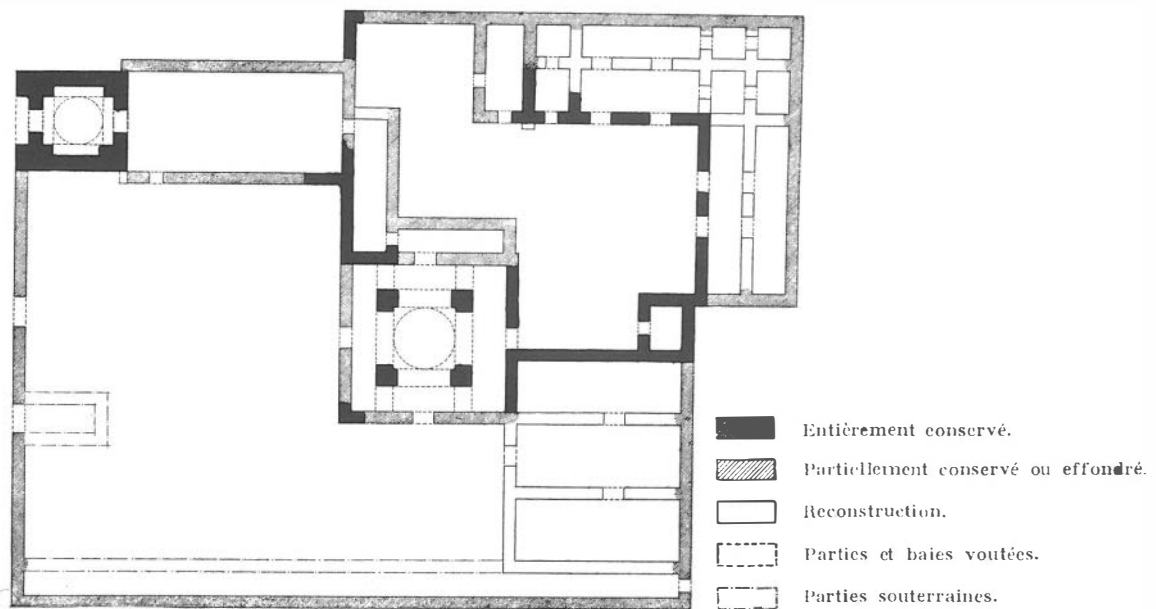 Entièrement conservé.
Partiellement conservé ou effondré.
Reconstruction.
Parties et baies voutées.
Parties souterraines.